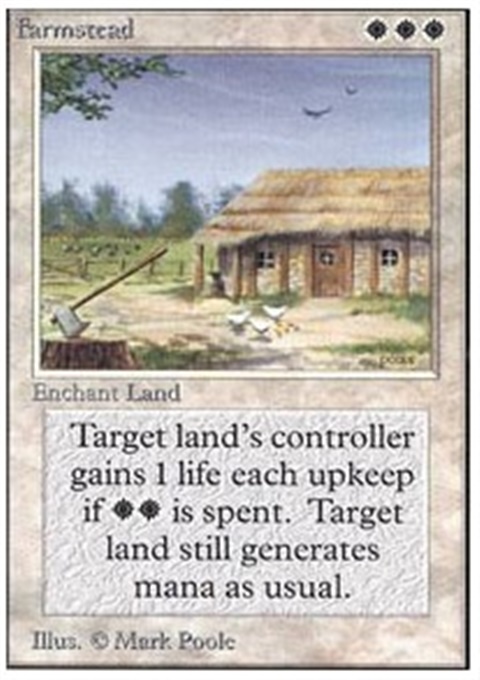 Farmstead
POOLE
Enchant Land
Target land's controller
gains 1 life each upkeep
if is spent. Target
land still generates
mana as usual.
Illus. © Mark Poole